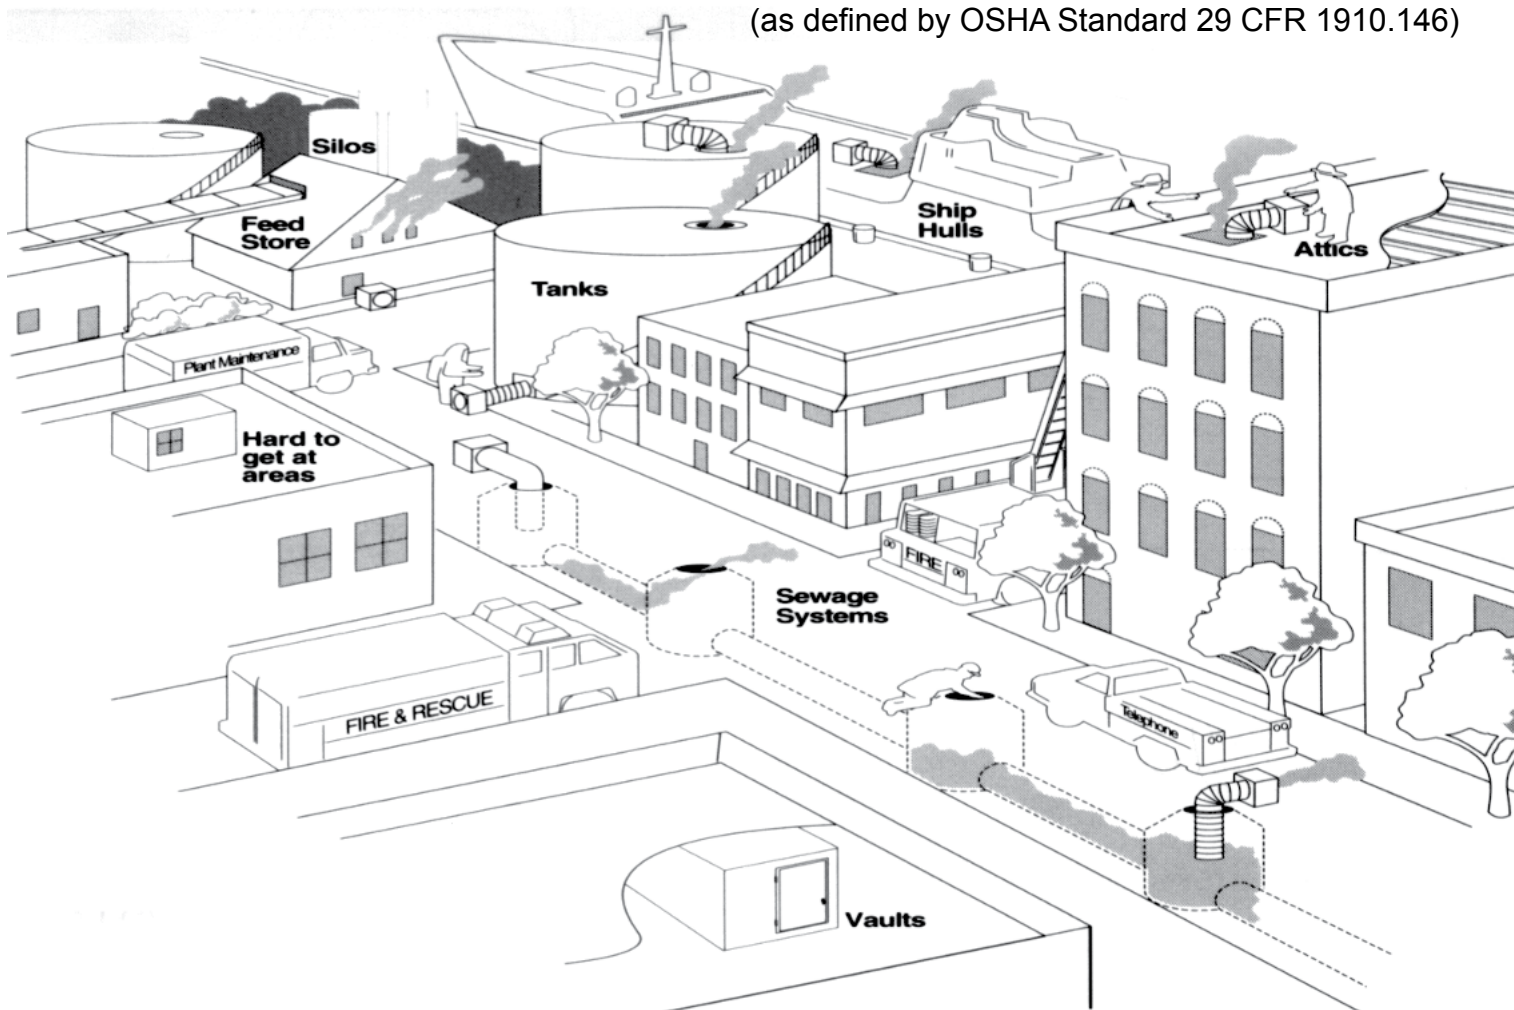 (as defined by OSHA Standard 29 CFR 1910.146)
Silos
Feed
Store
Ship
Hulls
Attics
Tanks
Plant Maintenance
Hard to
get at
areas
FIRE
Sewage
Systems
FIRE & RESCUE
Telephone
Vaults